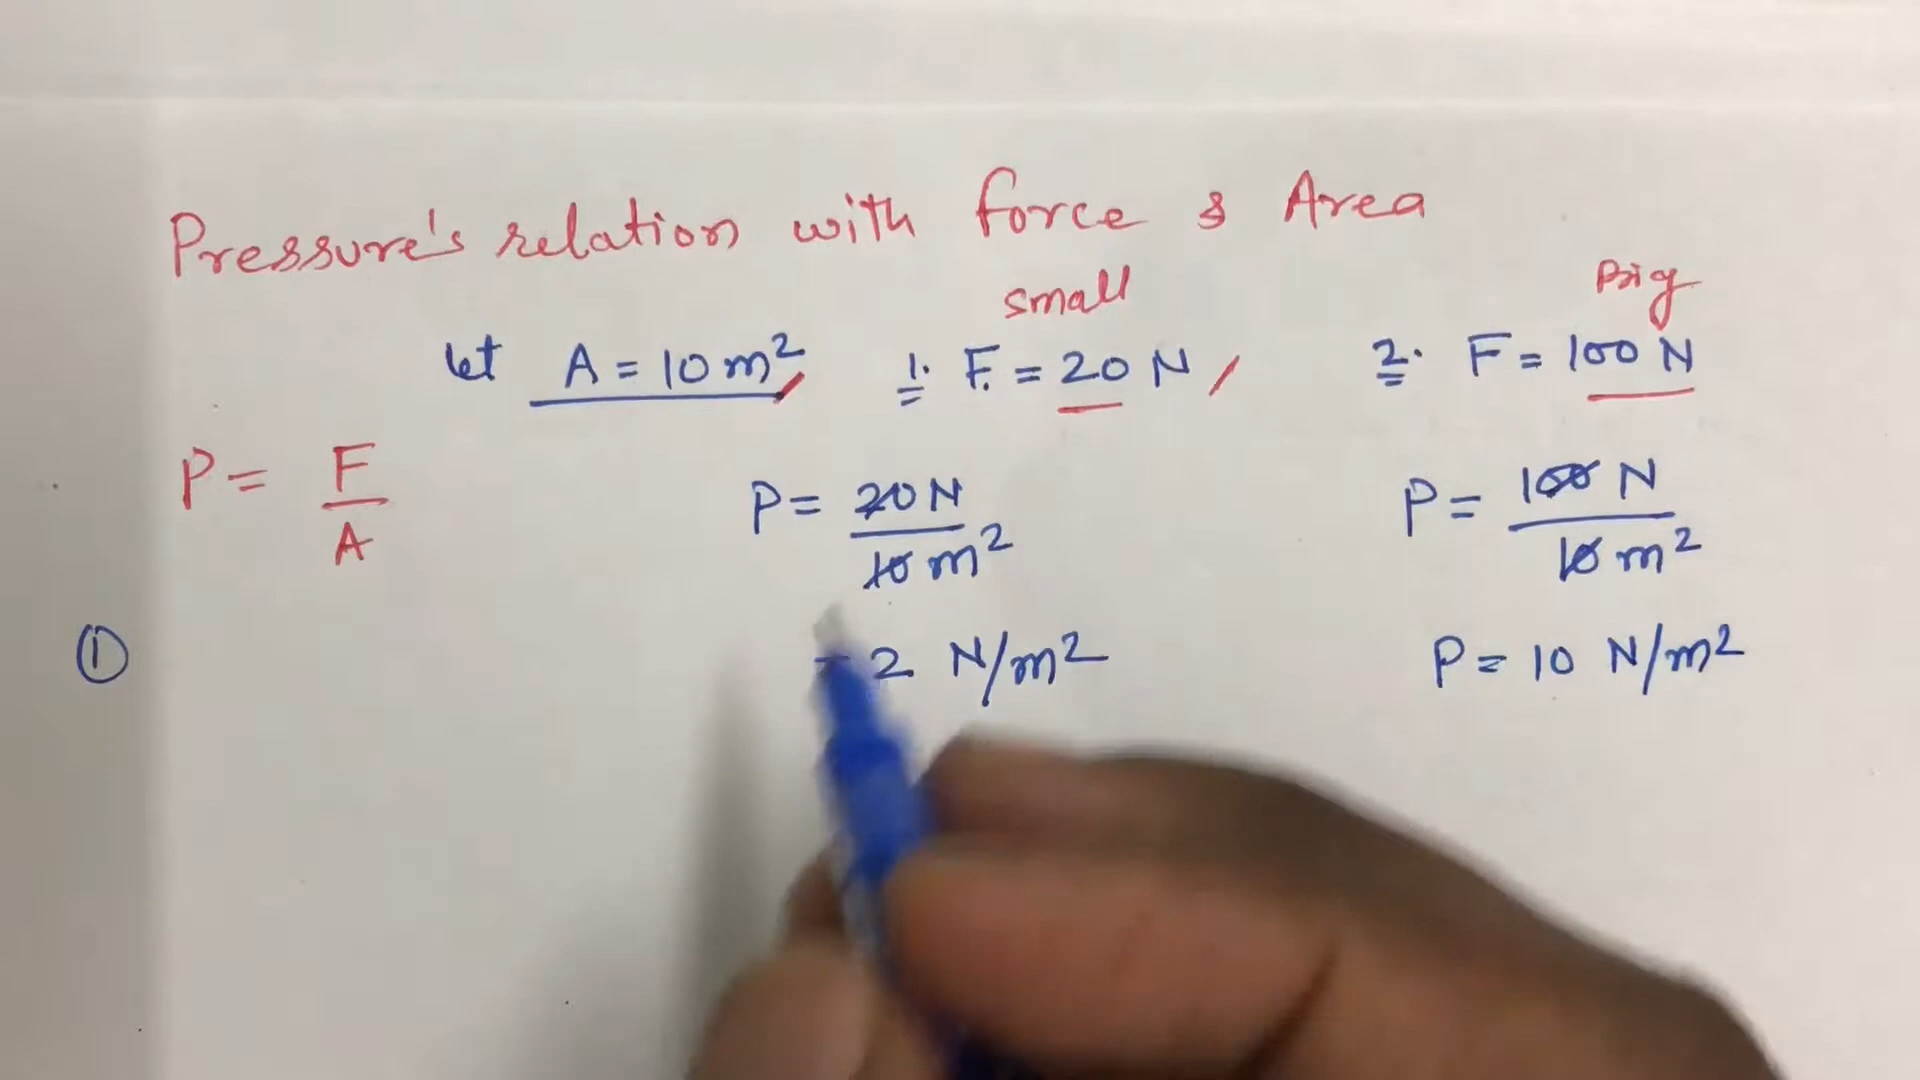 Pressure's relation with force & Area
small Big
let A = 10 m² 1. F = 20 N / 2. F = 100 N
P = F/A P = 20 N/10 m² P = 100 N/10 m²
① = 2 N/m² P = 10 N/m²